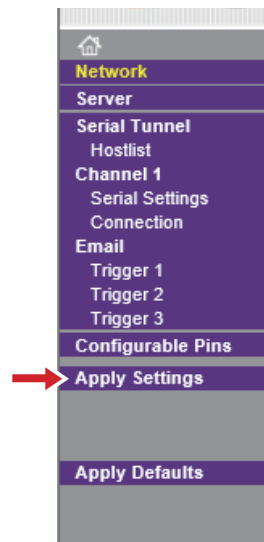 Network
Server
Serial Tunnel
Hostlist
Channel 1
Serial Settings
Connection
Email
Trigger 1
Trigger 2
Trigger 3
Configurable Pins
Apply Settings
Apply Defaults